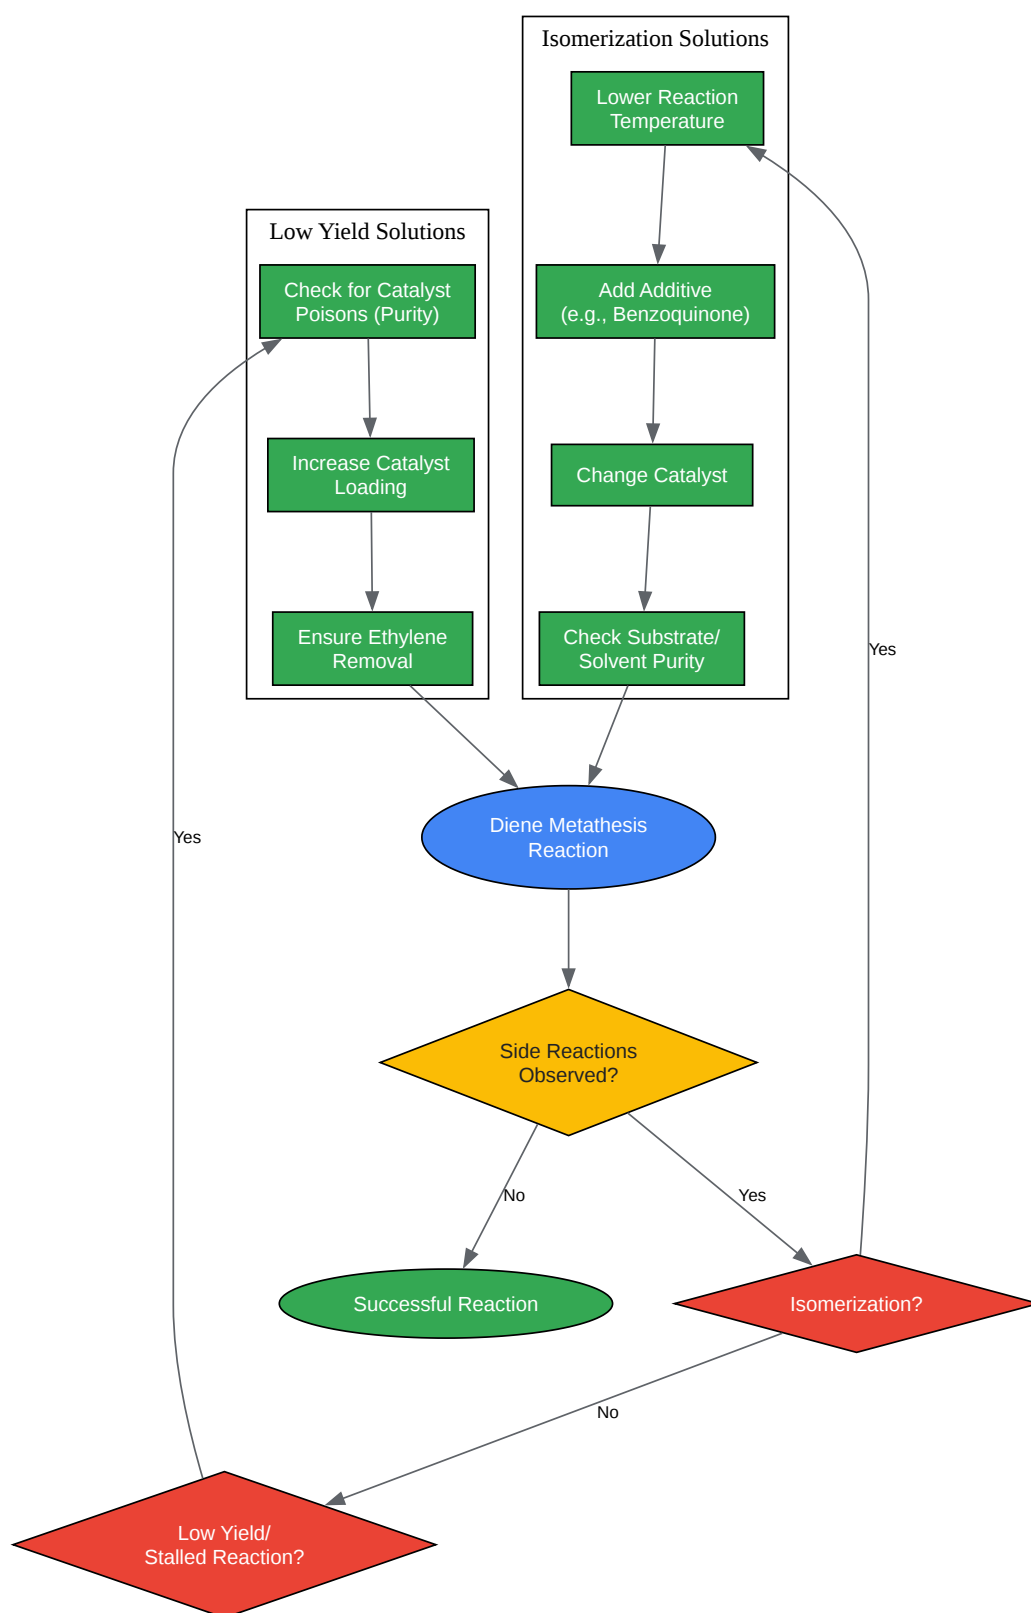 Isomerization Solutions
Lower Reaction
Temperature
Low Yield Solutions
Check for Catalyst
Poisons (Purity)
Add Additive
(e.g., Benzoquinone)
Increase Catalyst
Loading
Change Catalyst
Ensure Ethylene
Removal
Check Substrate/
Solvent Purity
Yes
Diene Metathesis
Reaction
Yes
Side Reactions
Observed?
No
Yes
Successful Reaction
Isomerization?
No
Low Yield/
Stalled Reaction?